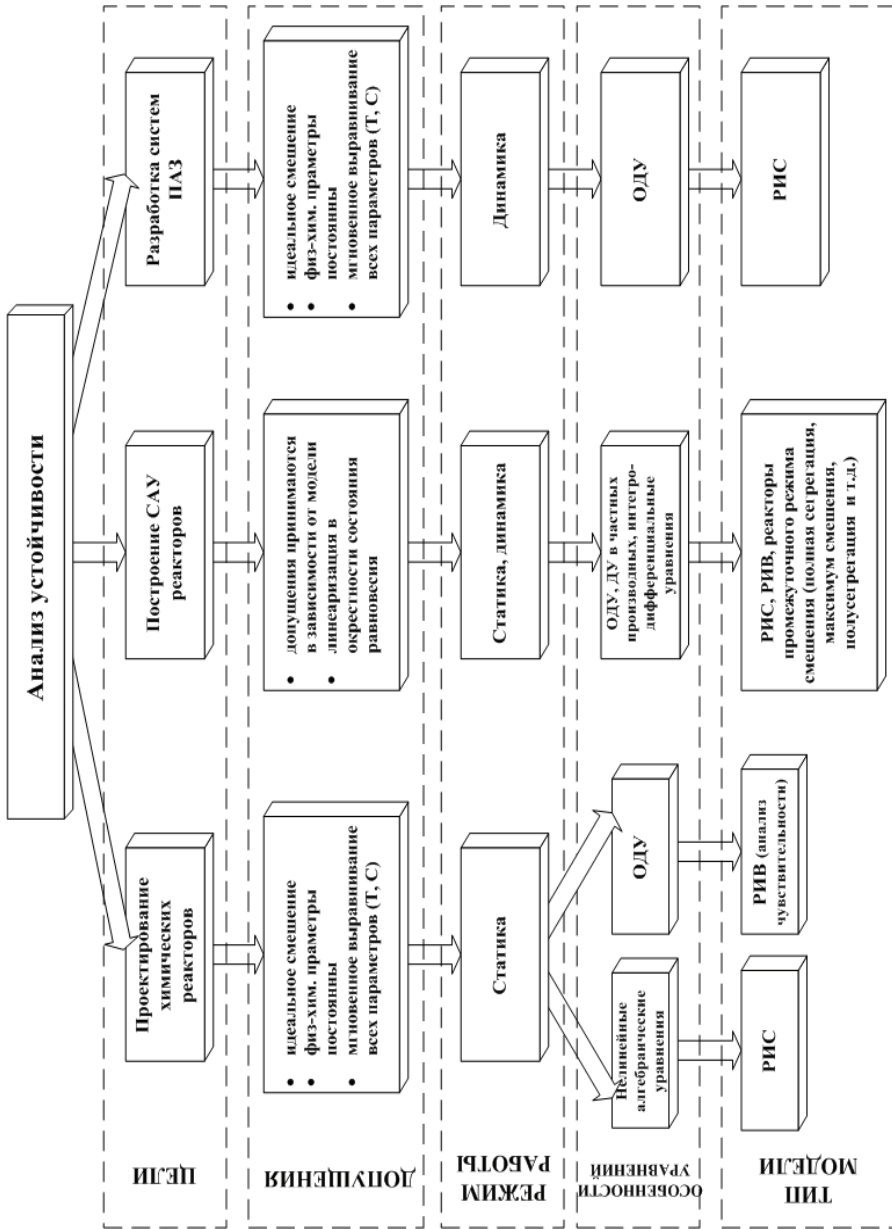 Анализ устойчивости
ЦЕЛИ
Проектирование
химических
реакторов
Построение САУ
реакторов
Разработка систем
ПАЗ
ДОПУЩЕНИЯ
• идеальное смешение
• физ-хим. праметры
постоянны
• мгновенное выравнивание
всех параметров (Т, С)
• допущения принимаются
в зависимости от модели
• линеаризация в
окрестности состояния
равновесия
• идеальное смешение
• физ-хим. праметры
постоянны
• мгновенное выравнивание
всех параметров (Т, С)
РЕЖИМ
РАБОТЫ
Статика
Статика, динамика
Динамика
ОСОБЕННОСТИ
УРАВНЕНИЙ
Нелинейные
алгебраические
уравнения
ОДУ
ОДУ, ДУ в частных
производных, интегро-
дифференциальные
уравнения
ОДУ
ТИП
МОДЕЛИ
РИС
РИВ (анализ
чувствительности)
РИС, РИВ, реакторы
промежуточного режима
смешения (полная сегрегация,
максимум смешения,
полусегрегация и т.д.)
РИС